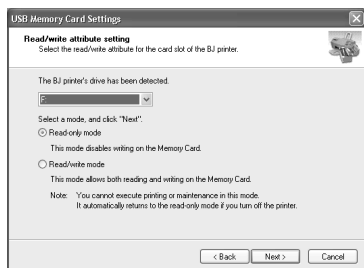 USB Memory Card Settings
Read/write attribute setting
Select the read/write attribute for the card slot of the BJ printer.
The BJ printer's drive has been detected.
F:
Select a mode, and click "Next".
Read-only mode
This mode disables writing on the Memory Card.
Read/write mode
This mode allows both reading and writing on the Memory Card.
Note: You cannot execute printing or maintenance in this mode.
It automatically returns to the read-only mode if you turn off the printer.
< Back Next > Cancel